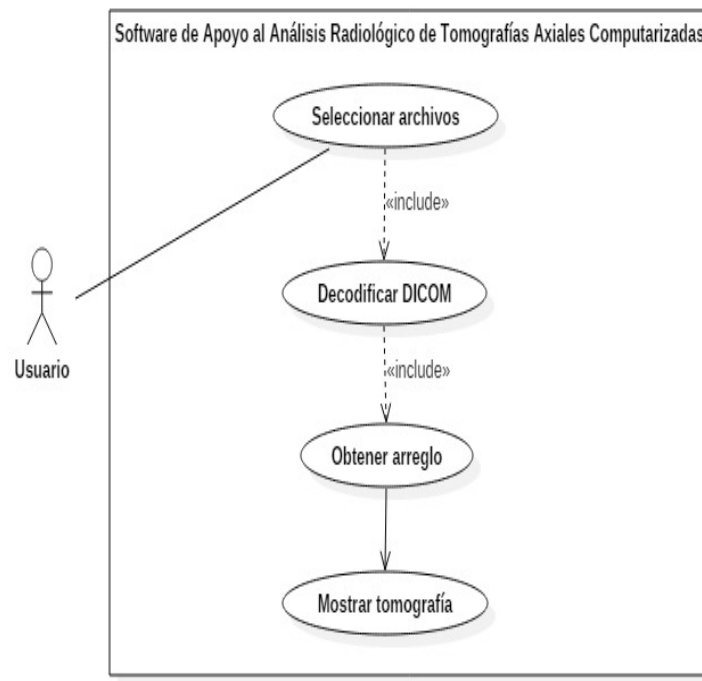 Software de Apoyo al Análisis Radiológico de Tomografías Axiales Computarizadas
Seleccionar archivos
«include»
Decodificar DICOM
Usuario
«include»
Obtener arreglo
Mostrar tomografía